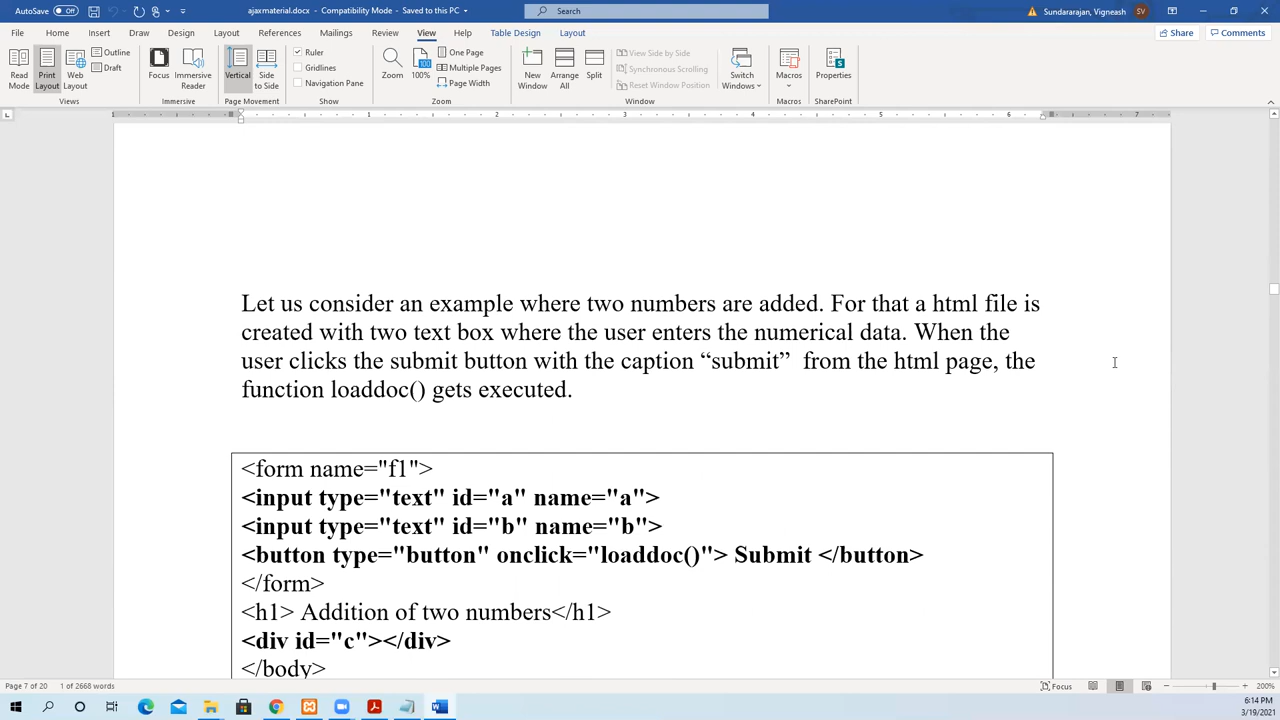 AutoSave Off ajaxmaterial.docx - Compatibility Mode - Saved to this PC Search Sundararajan, Vigneash SV
File Home Insert Draw Design Layout References Mailings Review View Help Table Design Layout Share Comments
Read Mode Print Layout Web Layout Outline Draft Focus Immersive Reader Vertical Side to Side Ruler Gridlines Navigation Pane Zoom 100% One Page Multiple Pages Page Width New Window Arrange All Split View Side by Side Synchronous Scrolling Reset Window Position Switch Windows Macros Properties
Views Immersive Page Movement Show Zoom Window Macros SharePoint
1 1 2 3 4 5 6 7
Let us consider an example where two numbers are added. For that a html file is
created with two text box where the user enters the numerical data. When the
user clicks the submit button with the caption “submit”  from the html page, the
function loaddoc() gets executed.
<form name="f1">
<input type="text" id="a" name="a">
<input type="text" id="b" name="b">
<button type="button" onclick="loaddoc()"> Submit </button>
</form>
<h1> Addition of two numbers</h1>
<div id="c"></div>
</body>
Page 7 of 20 1 of 2668 words Focus 200%
6:14 PM
3/19/2021